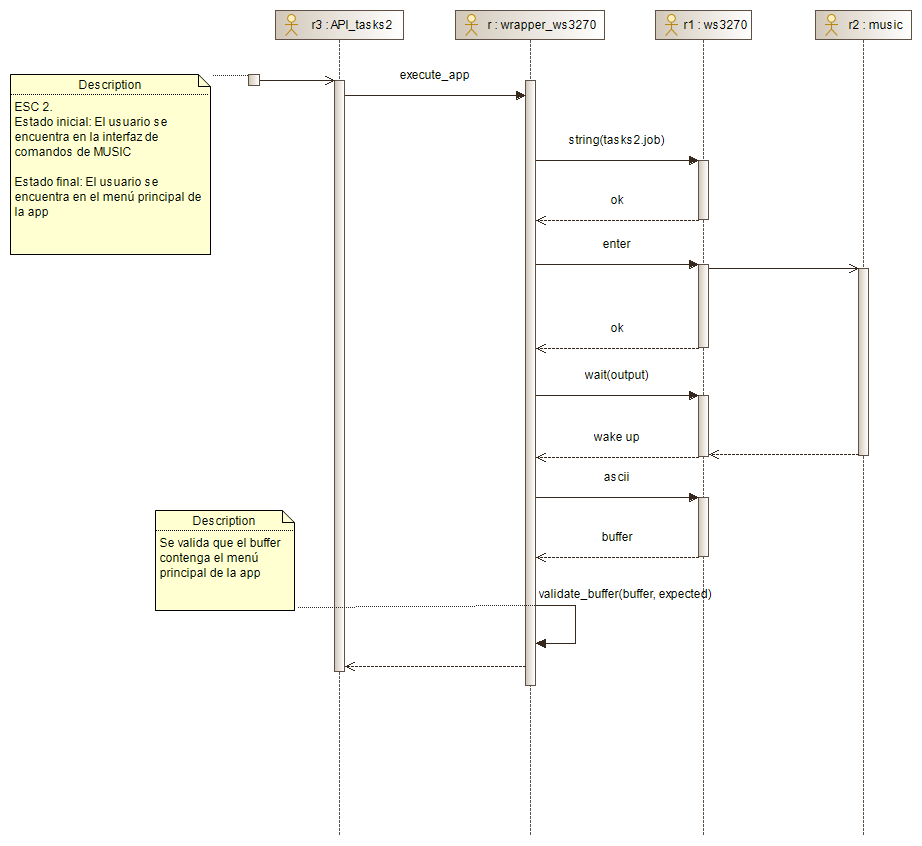 r3 : API_tasks2
r : wrapper_ws3270
r1 : ws3270
r2 : music
Description
ESC 2.
Estado inicial: El usuario se
encuentra en la interfaz de
comandos de MUSIC
Estado final: El usuario se
encuentra en el menú principal de
la app
execute_app
string(tasks2.job)
ok
enter
ok
wait(output)
wake up
ascii
Description
Se valida que el buffer
contenga el menú
principal de la app
buffer
validate_buffer(buffer, expected)